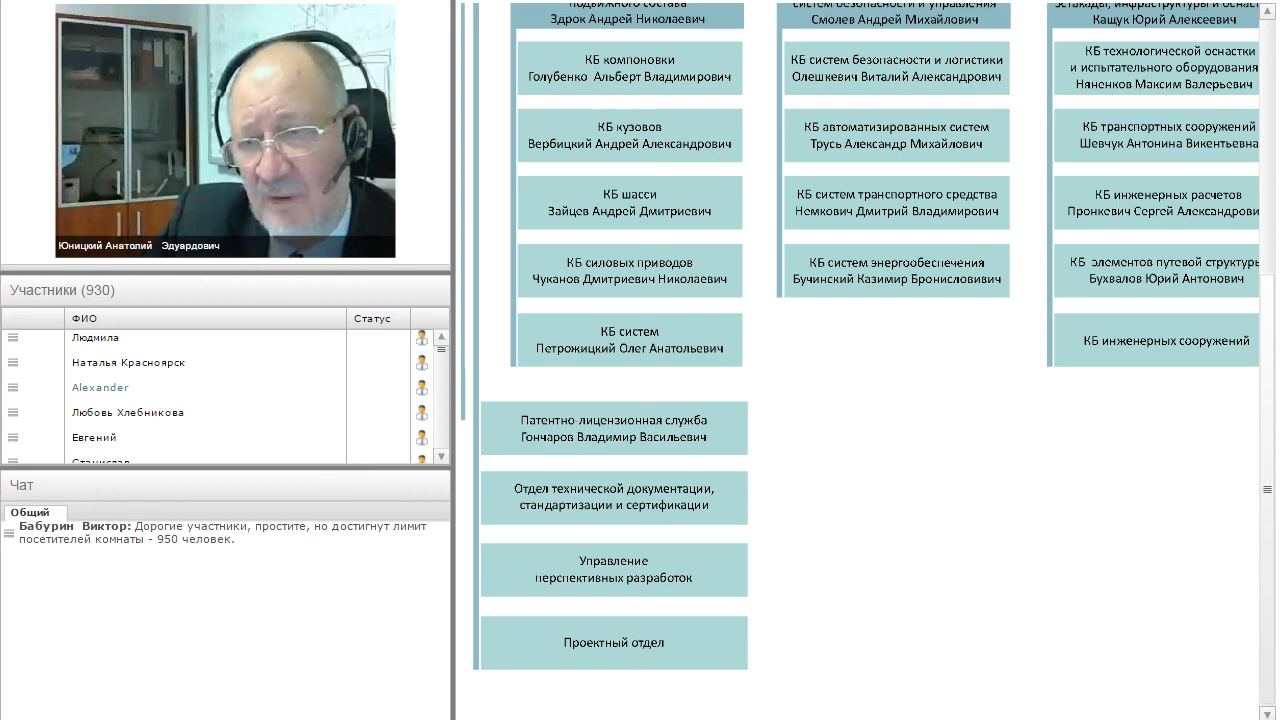 Юницкий Анатолий Эдуардович
Участники (930)
ФИО
Статус
Людмила
Наталья Красноярск
Alexander
Любовь Хлебникова
Евгений
Станислав
Чат
Общий
Бабурин Виктор: Дорогие участники, простите, но достигнут лимит
посетителей комнаты - 950 человек.
подвижного состава
Здрок Андрей Николаевич
КБ компоновки
Голубенко Альберт Владимирович
КБ кузовов
Вербицкий Андрей Александрович
КБ шасси
Зайцев Андрей Дмитриевич
КБ силовых приводов
Чуканов Дмитриевич Николаевич
КБ систем
Петрожицкий Олег Анатольевич
Патентно-лицензионная служба
Гончаров Владимир Васильевич
Отдел технической документации,
стандартизации и сертификации
Управление
перспективных разработок
Проектный отдел
систем безопасности и управления
Смолев Андрей Михайлович
КБ систем безопасности и логистики
Олешкевич Виталий Александрович
КБ автоматизированных систем
Трусь Александр Михайлович
КБ систем транспортного средства
Немкович Дмитрий Владимирович
КБ систем энергообеспечения
Бучинский Казимир Брониславович
Кащук Юрий Алексеевич
КБ технологической оснастки
и испытательного оборудования
Няненков Максим Валерьевич
КБ транспортных сооружений
Шевчук Антонина Викентьевна
КБ инженерных расчетов
Пронкевич Сергей Александрови
КБ элементов путевой структуры
Бухвалов Юрий Антонович
КБ инженерных сооружений